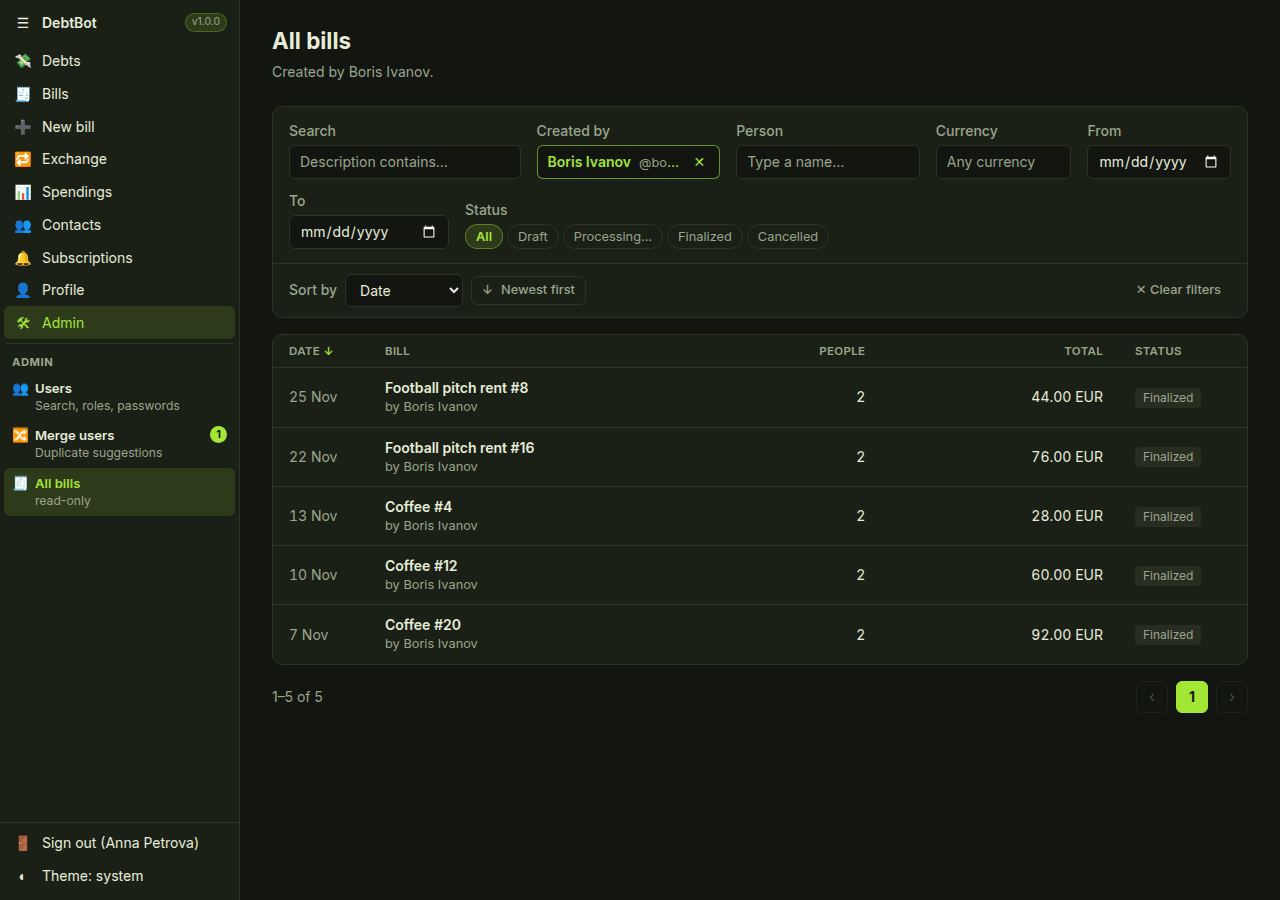 DebtBot
v1.0.0
Debts
Bills
New bill
Exchange
Spendings
Contacts
Subscriptions
Profile
Admin
ADMIN
Users
Search, roles, passwords
Merge users 1
Duplicate suggestions
All bills
read-only
Sign out (Anna Petrova)
Theme: system
All bills
Created by Boris Ivanov.
Search
Description contains...
Created by
Boris Ivanov @bo... ✕
Person
Type a name...
Currency
Any currency
From
mm/dd/yyyy
To
mm/dd/yyyy
Status
All Draft Processing... Finalized Cancelled
Sort by Date ↓ Newest first ✕ Clear filters
DATE ↓ BILL PEOPLE TOTAL STATUS
25 Nov Football pitch rent #8 2 44.00 EUR Finalized
by Boris Ivanov
22 Nov Football pitch rent #16 2 76.00 EUR Finalized
by Boris Ivanov
13 Nov Coffee #4 2 28.00 EUR Finalized
by Boris Ivanov
10 Nov Coffee #12 2 60.00 EUR Finalized
by Boris Ivanov
7 Nov Coffee #20 2 92.00 EUR Finalized
by Boris Ivanov
1–5 of 5 ‹ 1 ›